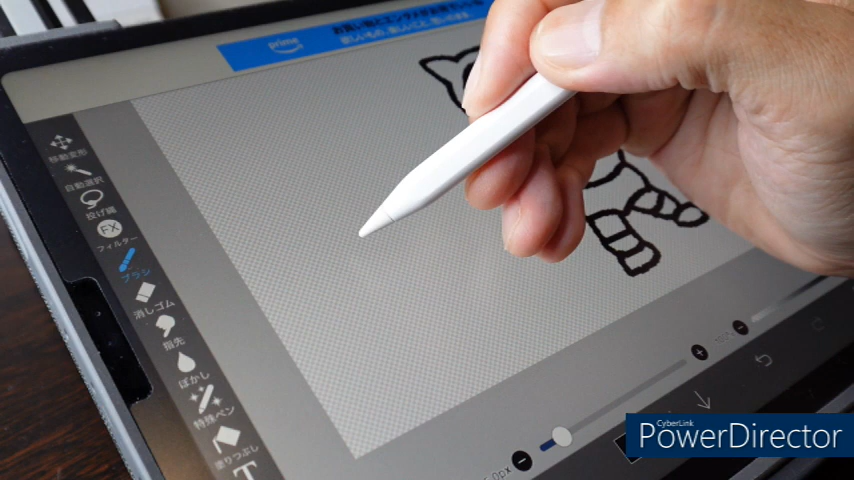 prime
移動変形
自動選択
投げ縄
FX
フィルター
ブラシ
消しゴム
指先
ぼかし
特殊ペン
塗りつぶし
T
CyberLink
PowerDirector